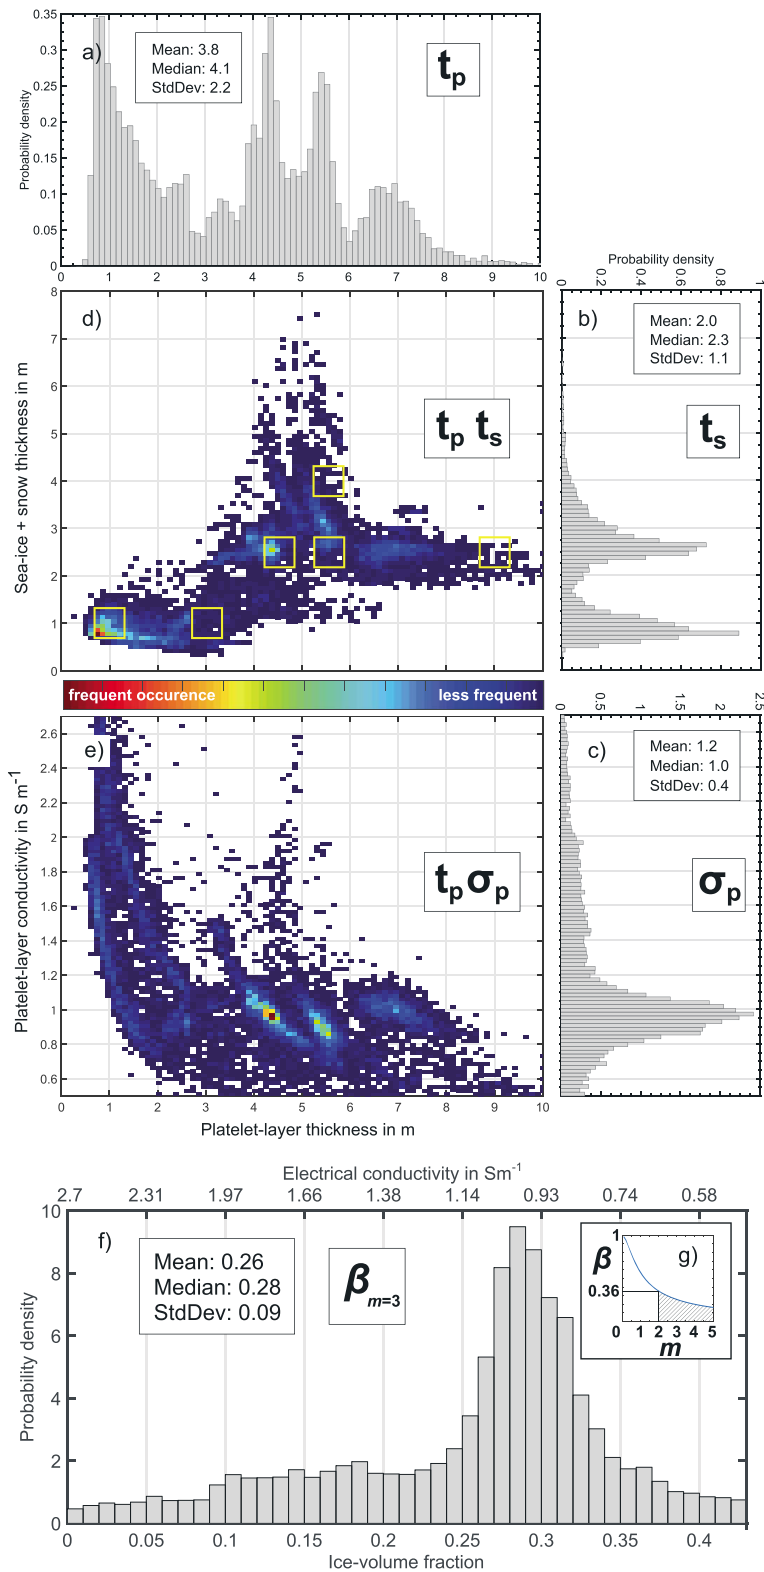 a)
Mean: 3.8
Median: 4.1
StdDev: 2.2
tp
Probability density
0.35
0.3
0.25
0.2
0.15
0.1
0.05
0
0 1 2 3 4 5 6 7 8 9 10
Probability density
0 0.2 0.4 0.6 0.8 1
b)
Mean: 2.0
Median: 2.3
StdDev: 1.1
ts
d)
tp ts
Sea-ice + snow thickness in m
8
7
6
5
4
3
2
1
0
frequent occurence less frequent
0 0.5 1 1.5 2 2.5
c)
Mean: 1.2
Median: 1.0
StdDev: 0.4
σp
e)
tpσp
Platelet-layer conductivity in S m-1
2.6
2.4
2.2
2
1.8
1.6
1.4
1.2
1
0.8
0.6
0 1 2 3 4 5 6 7 8 9 10
Platelet-layer thickness in m
Electrical conductivity in Sm-1
2.7 2.31 1.97 1.66 1.38 1.14 0.93 0.74 0.58
f)
Mean: 0.26
Median: 0.28
StdDev: 0.09
βm=3
g)
1
β
0.36
0 1 2 3 4 5
m
Probability density
10
8
6
4
2
0
0 0.05 0.1 0.15 0.2 0.25 0.3 0.35 0.4
Ice-volume fraction